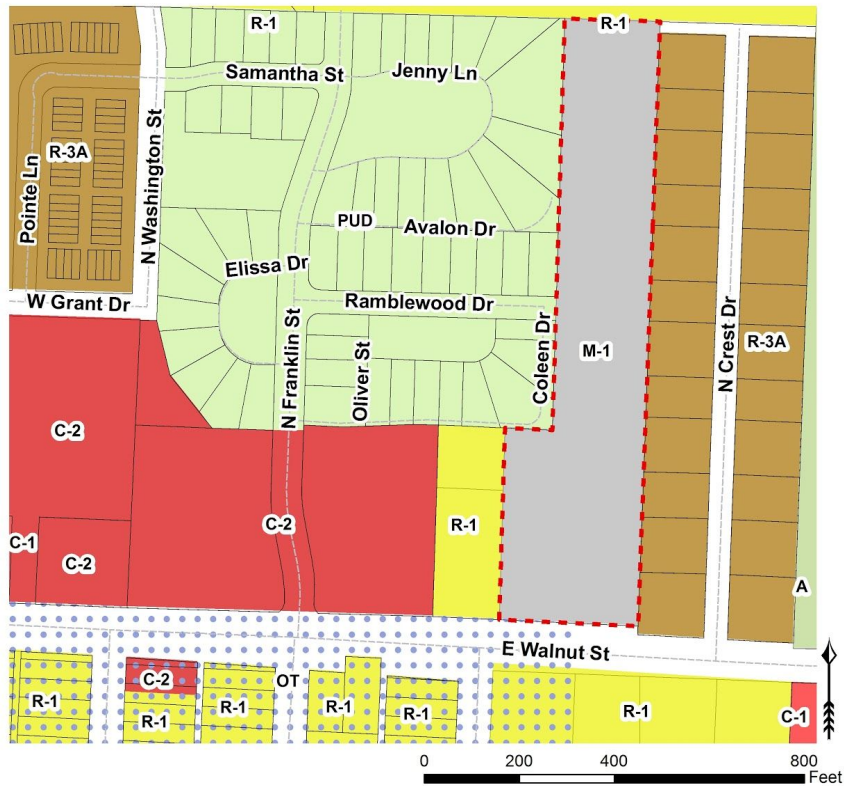 R-1
R-1
Samantha St
Jenny Ln
N Washington St
R-3A
Pointe Ln
PUD
Avalon Dr
Elissa Dr
W Grant Dr
Ramblewood Dr
N Franklin St
Oliver St
Coleen Dr
M-1
N Crest Dr
R-3A
C-2
C-2
R-1
C-1
C-2
A
E Walnut St
C-2
OT
R-1
R-1
R-1
R-1
R-1
R-1
C-1
0 200 400 800
Feet